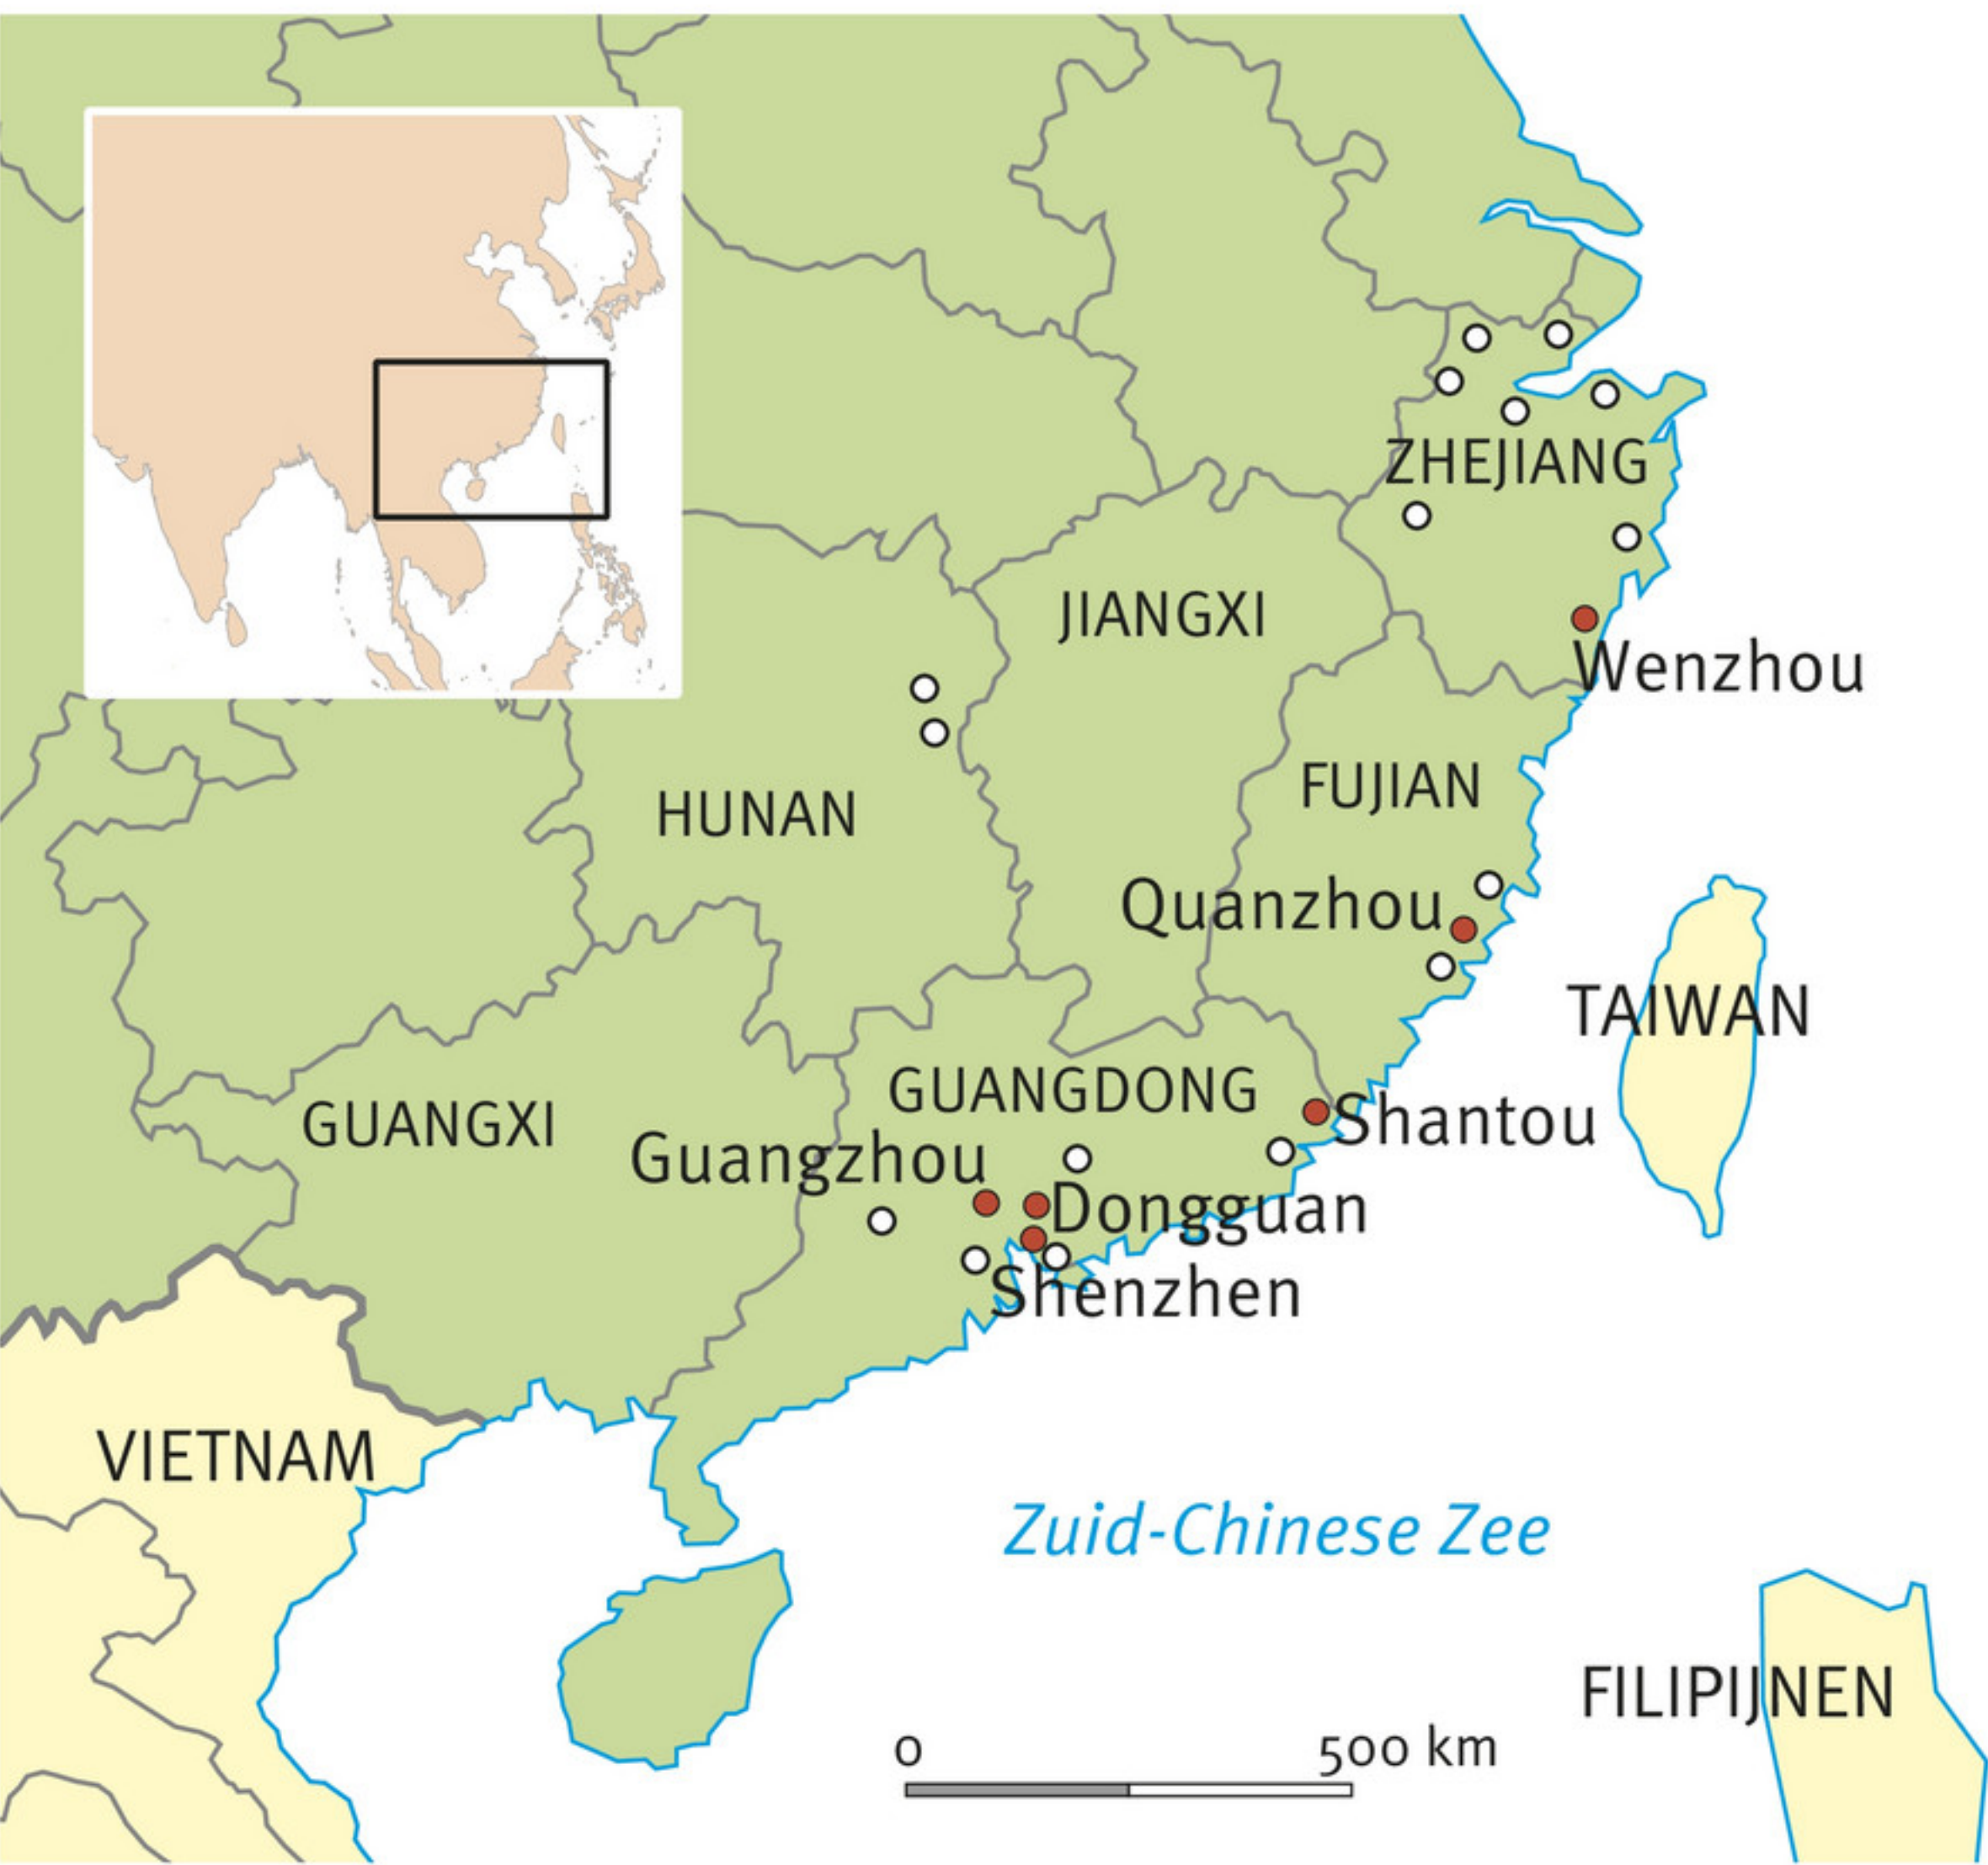 ZHEJIANG
JIANGXI
Wenzhou
FUJIAN
HUNAN
Quanzhou
TAIWAN
GUANGDONG
GUANGXI
Shantou
Guangzhou
Dongguan
Shenzhen
VIETNAM
Zuid-Chinese Zee
FILIPIJNEN
0 500 km